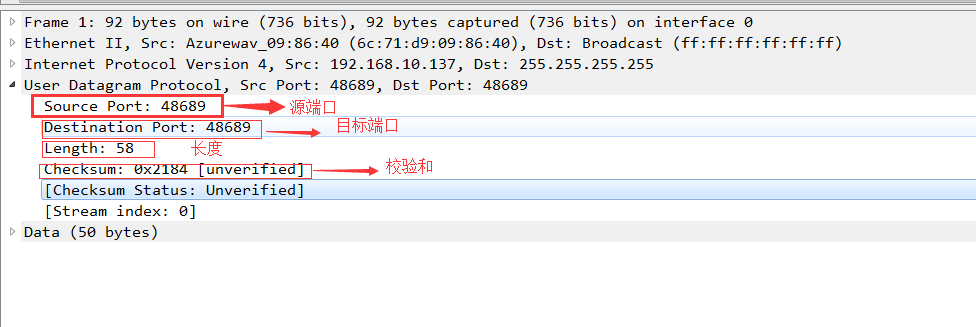 Frame 1: 92 bytes on wire (736 bits), 92 bytes captured (736 bits) on interface 0
Ethernet II, Src: Azurewav_09:86:40 (6c:71:d9:09:86:40), Dst: Broadcast (ff:ff:ff:ff:ff:ff)
Internet Protocol Version 4, Src: 192.168.10.137, Dst: 255.255.255.255
User Datagram Protocol, Src Port: 48689, Dst Port: 48689
Source Port: 48689 源端口
Destination Port: 48689 目标端口
Length: 58 长度
Checksum: 0x2184 [unverified] 校验和
[Checksum Status: Unverified]
[Stream index: 0]
Data (50 bytes)